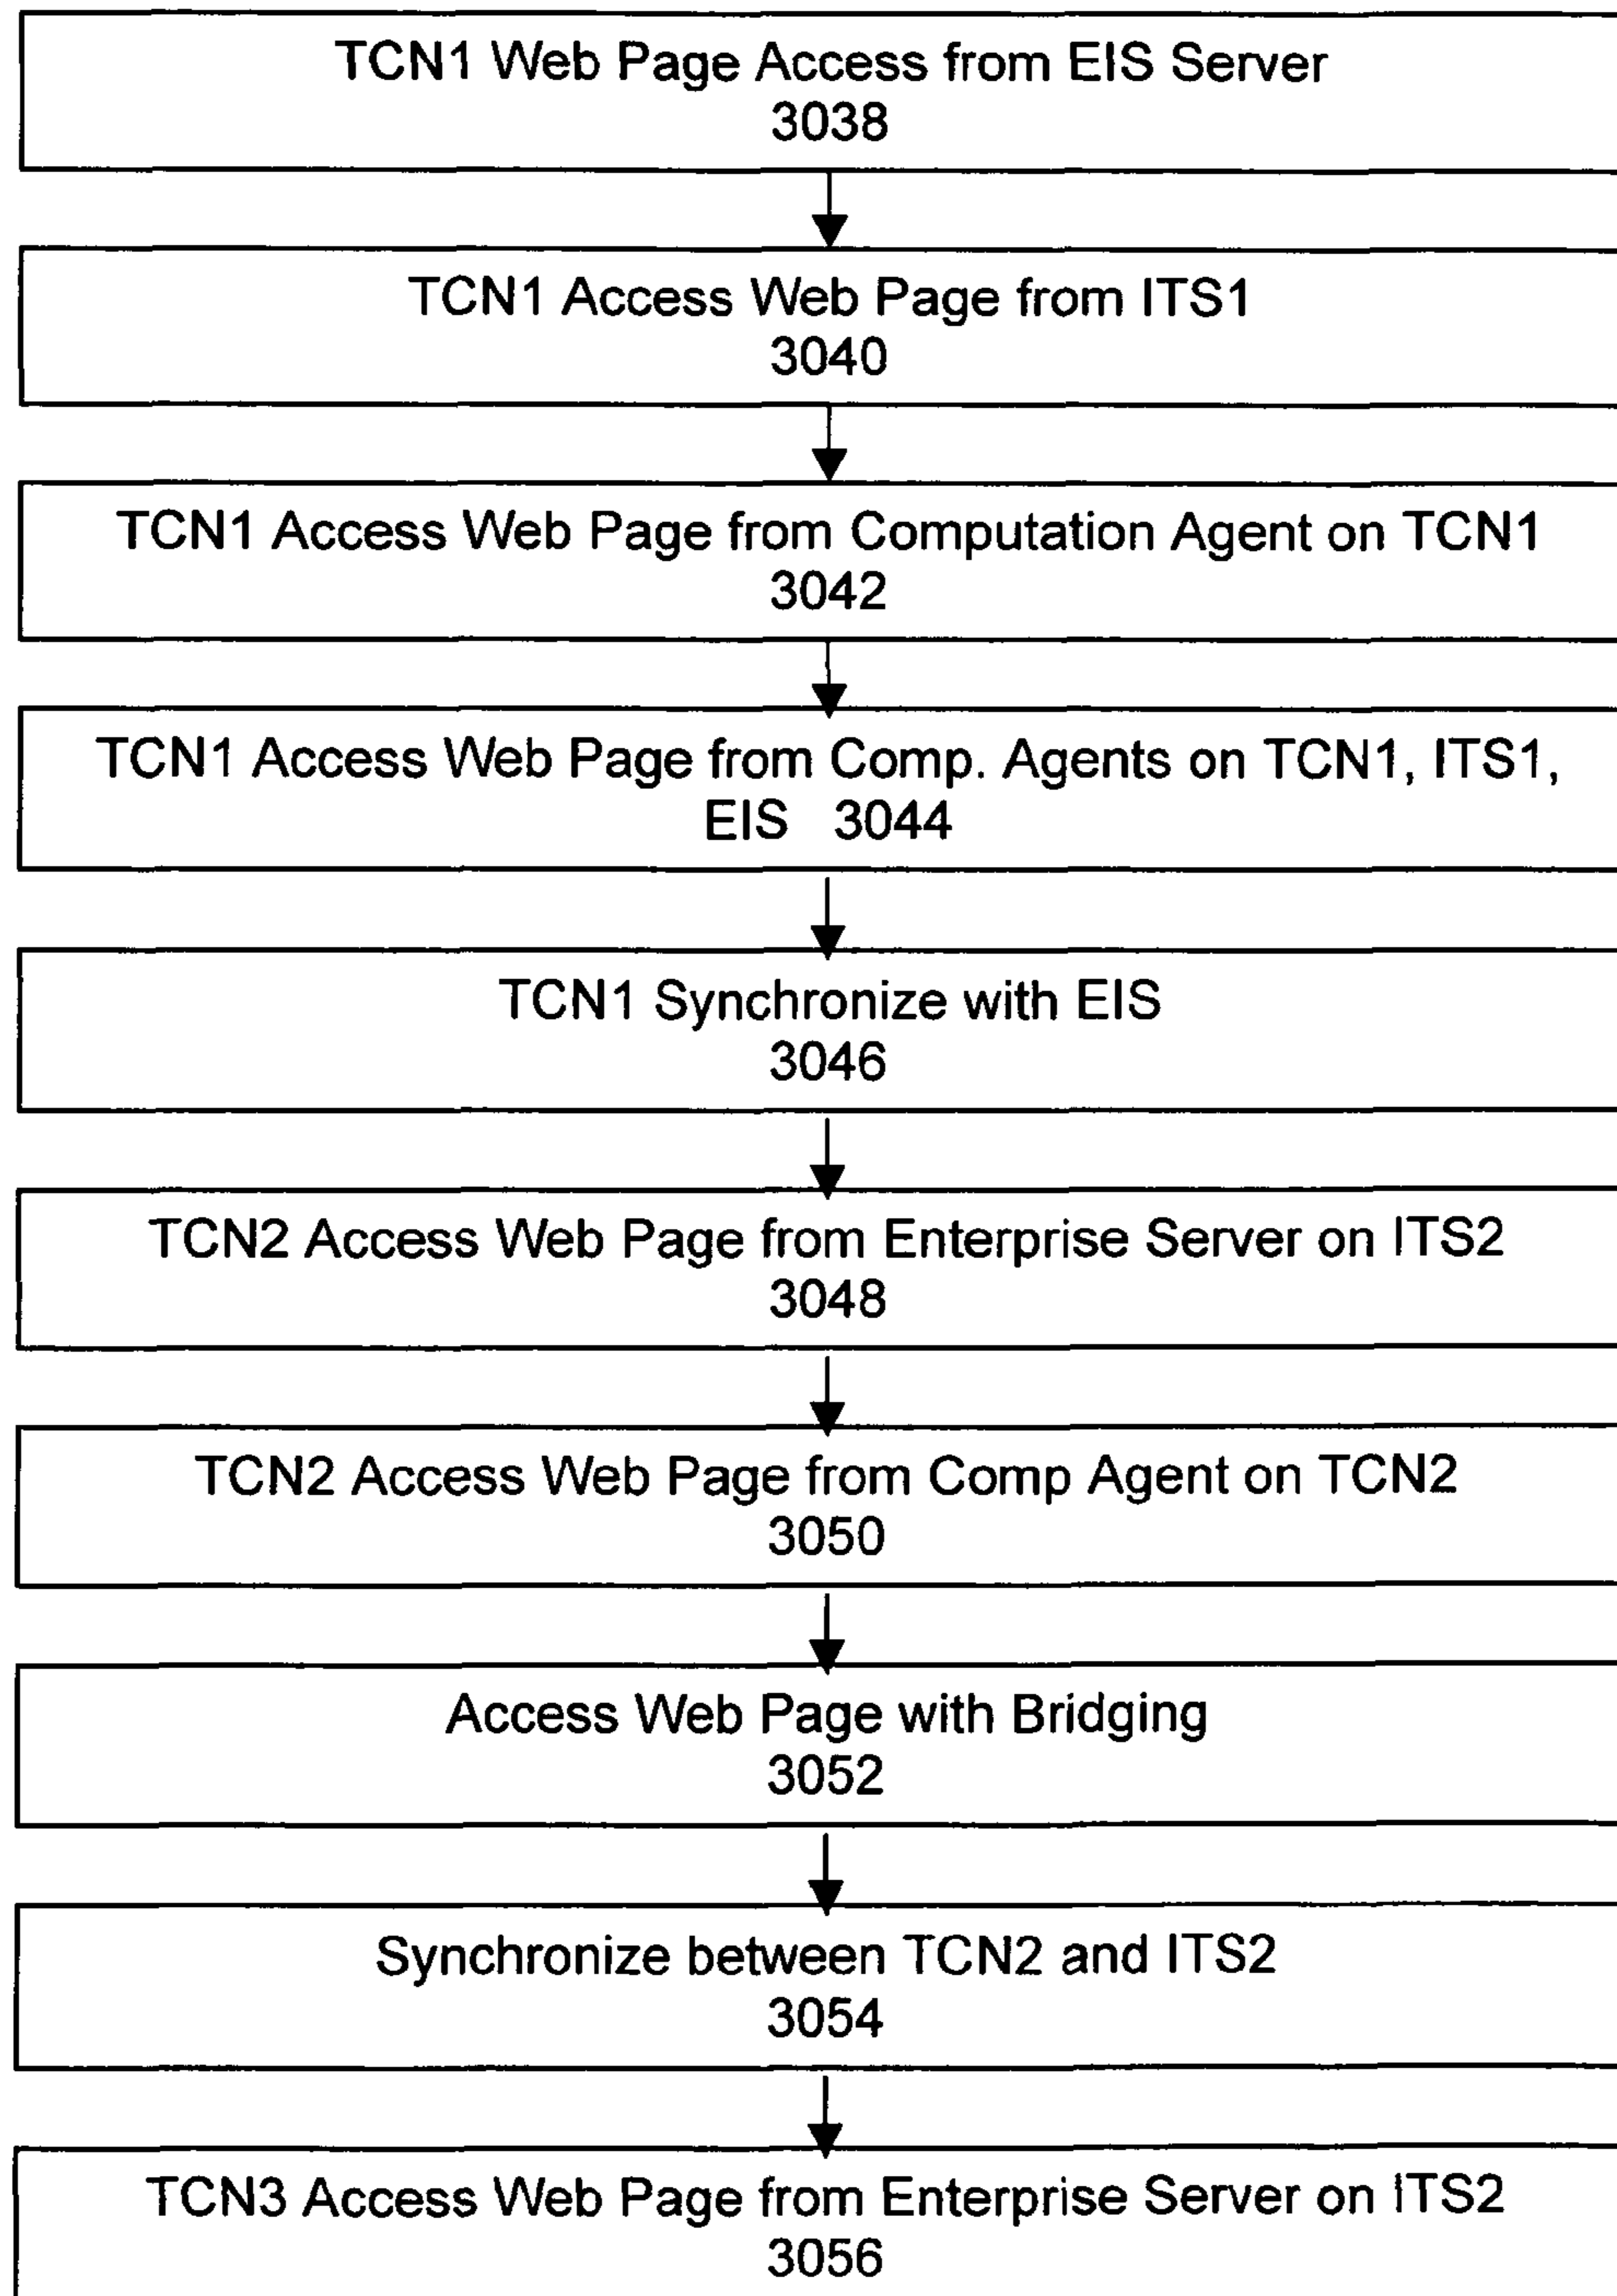 TCN1 Web Page Access from EIS Server
3038
TCN1 Access Web Page from ITS1
3040
TCN1 Access Web Page from Computation Agent on TCN1
3042
TCN1 Access Web Page from Comp. Agents on TCN1, ITS1,
EIS 3044
TCN1 Synchronize with EIS
3046
TCN2 Access Web Page from Enterprise Server on ITS2
3048
TCN2 Access Web Page from Comp Agent on TCN2
3050
Access Web Page with Bridging
3052
Synchronize between TCN2 and ITS2
3054
TCN3 Access Web Page from Enterprise Server on ITS2
3056